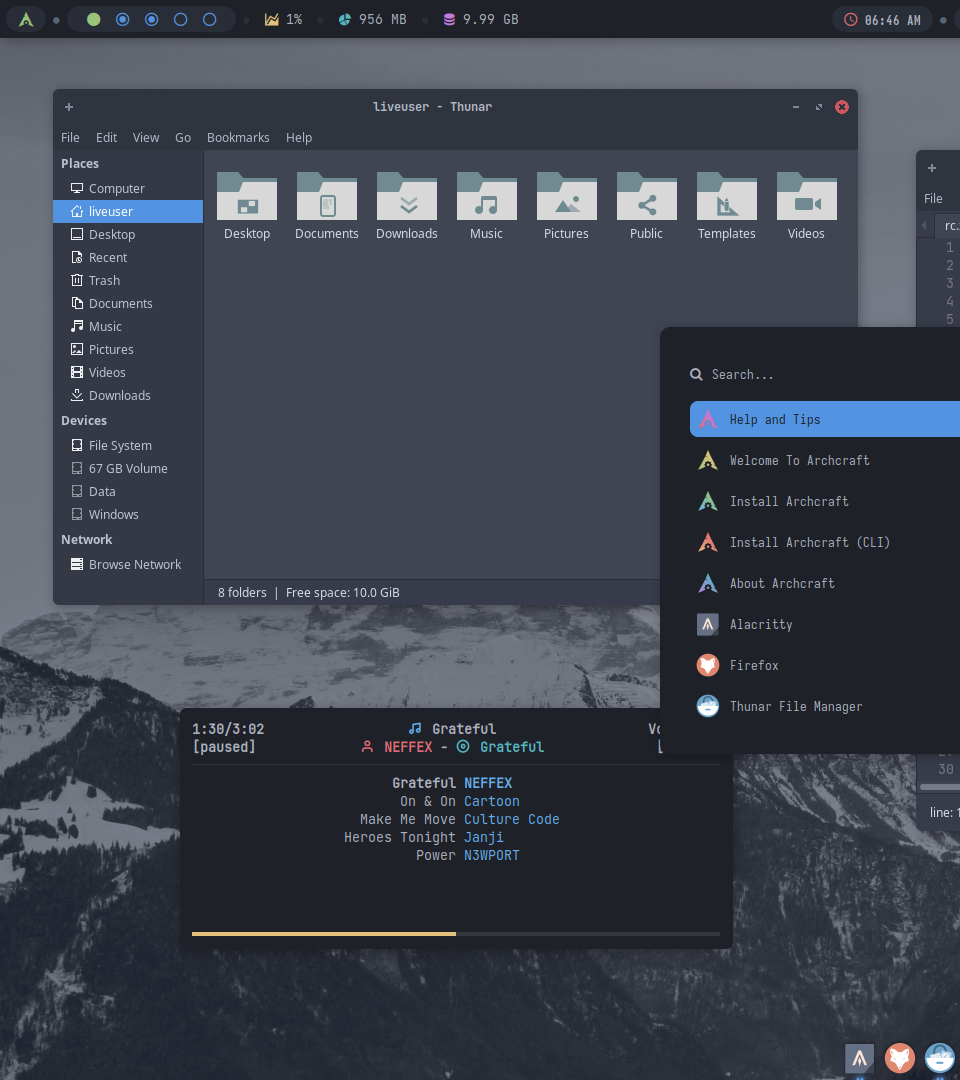 1% 956 MB 9.99 GB 06:46 AM
liveuser - Thunar
File Edit View Go Bookmarks Help
Places
Computer
liveuser
Desktop
Recent
Trash
Documents
Music
Pictures
Videos
Downloads
Devices
File System
67 GB Volume
Data
Windows
Network
Browse Network
Desktop Documents Downloads Music Pictures Public Templates Videos
8 folders | Free space: 10.0 GiB
File
rc.
1
2
3
4
5
30
line: 1
Search...
Help and Tips
Welcome To Archcraft
Install Archcraft
Install Archcraft (CLI)
About Archcraft
Alacritty
Firefox
Thunar File Manager
1:30/3:02 Grateful Vo
[paused] NEFFEX - Grateful [
Grateful NEFFEX
On & On Cartoon
Make Me Move Culture Code
Heroes Tonight Janji
Power N3WPORT